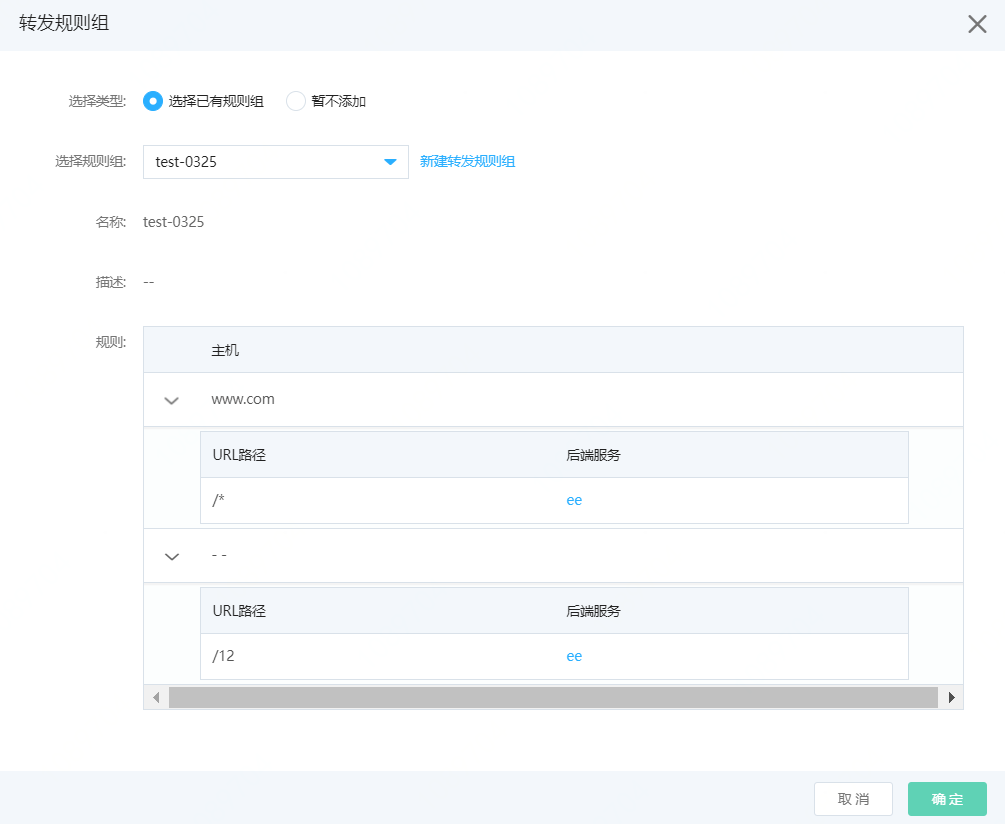 转发规则组
选择类型: 选择已有规则组 暂不添加
选择规则组: test-0325 新建转发规则组
名称: test-0325
描述: --
规则: 主机
www.com
URL路径 后端服务
/* ee
- -
URL路径 后端服务
/12 ee
取消 确定